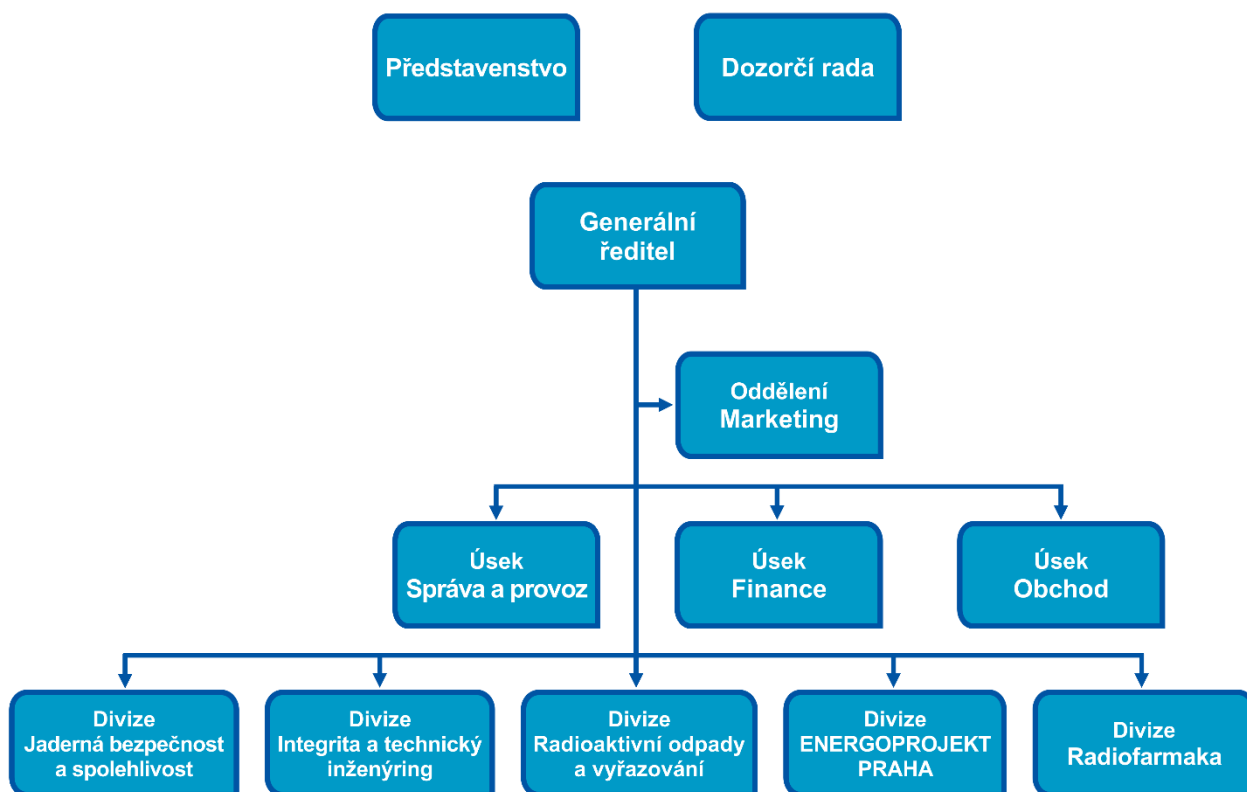 Představenstvo
Dozorčí rada
Generální
ředitel
Oddělení
Marketing
Úsek
Správa a provoz
Úsek
Finance
Úsek
Obchod
Divize
Jaderná bezpečnost
a spolehlivost
Divize
Integrita a technický
inženýring
Divize
Radioaktivní odpady
a vyřazování
Divize
ENERGOPROJEKT
PRAHA
Divize
Radiofarmaka